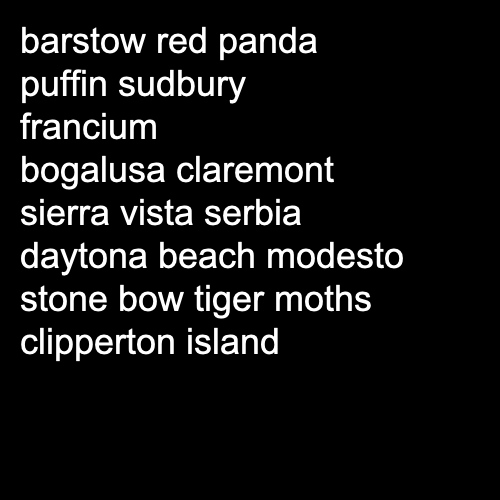 barstow red panda
puffin sudbury
francium
bogalusa claremont
sierra vista serbia
daytona beach modesto
stone bow tiger moths
clipperton island